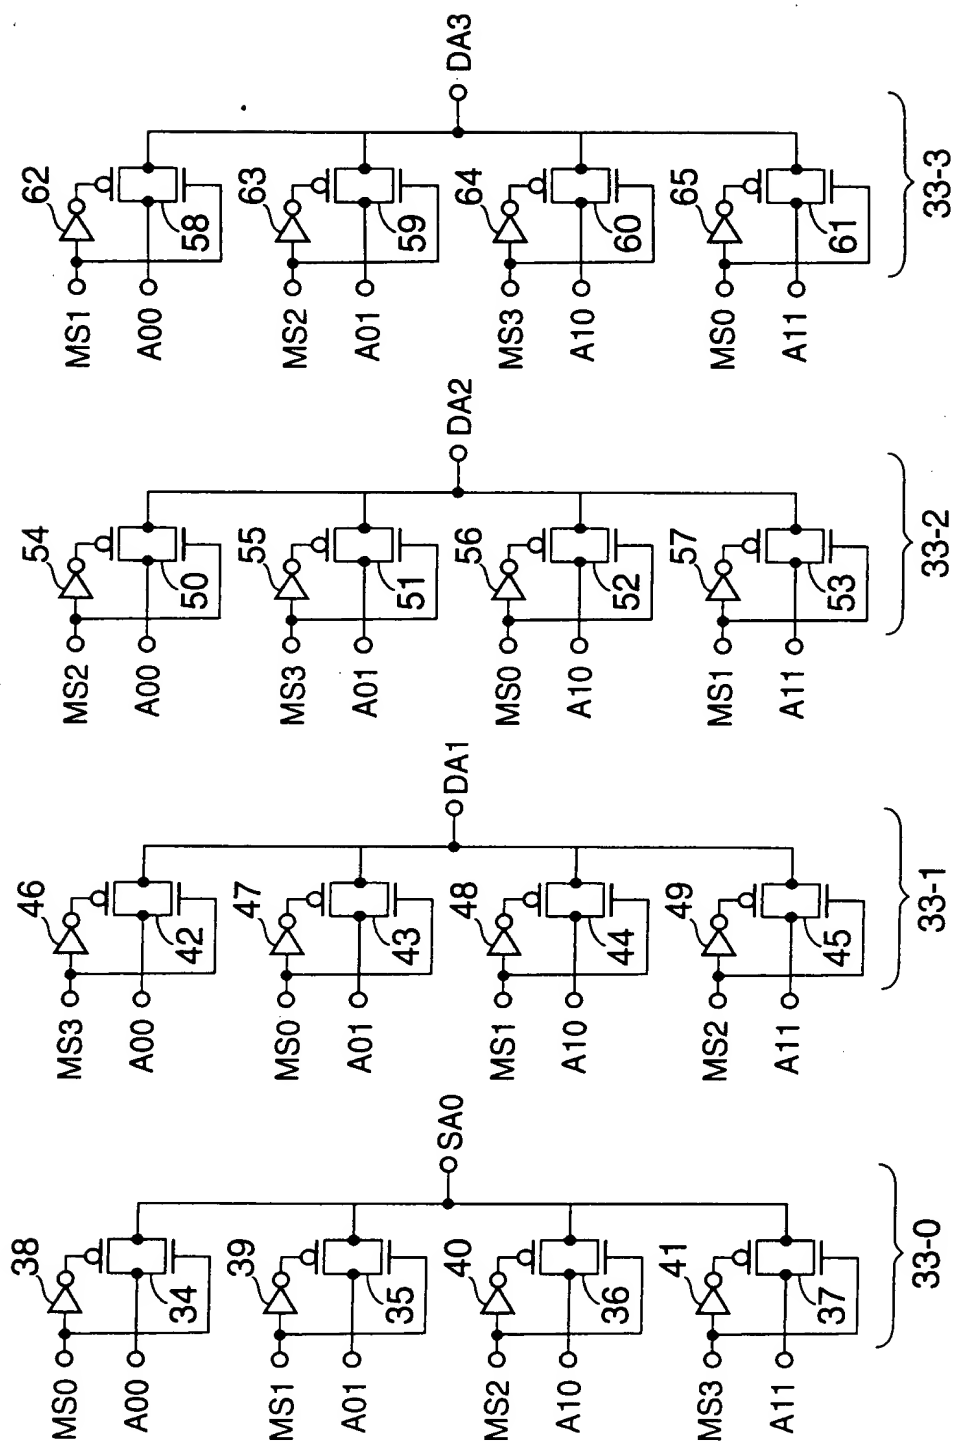 62
MS1
A00
58
63
MS2
A01
59
64
MS3
A10
60
65
MS0
A11
61
DA3
33-3
54
MS2
A00
50
55
MS3
A01
51
56
MS0
A10
52
57
MS1
A11
53
DA2
33-2
46
MS3
A00
42
47
MS0
A01
43
48
MS1
A10
44
49
MS2
A11
45
DA1
33-1
38
MS0
A00
34
39
MS1
A01
35
40
MS2
A10
36
41
MS3
A11
37
SA0
33-0